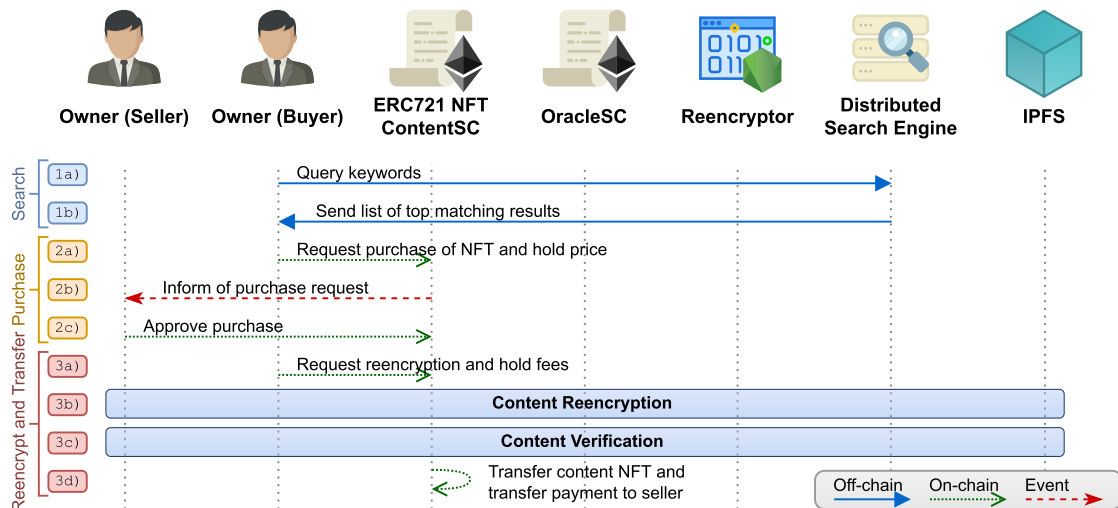 Owner (Seller)
Owner (Buyer)
ERC721 NFT
ContentSC
OracleSC
Reencryptor
Distributed
Search Engine
IPFS
0101
011
Search
1a)
Query keywords
1b)
Send list of top matching results
Purchase
2a)
Request purchase of NFT and hold price
2b)
Inform of purchase request
2c)
Approve purchase
Reencrypt and Transfer
3a)
Request reencryption and hold fees
3b)
Content Reencryption
3c)
Content Verification
3d)
Transfer content NFT and
transfer payment to seller
Off-chain
On-chain
Event